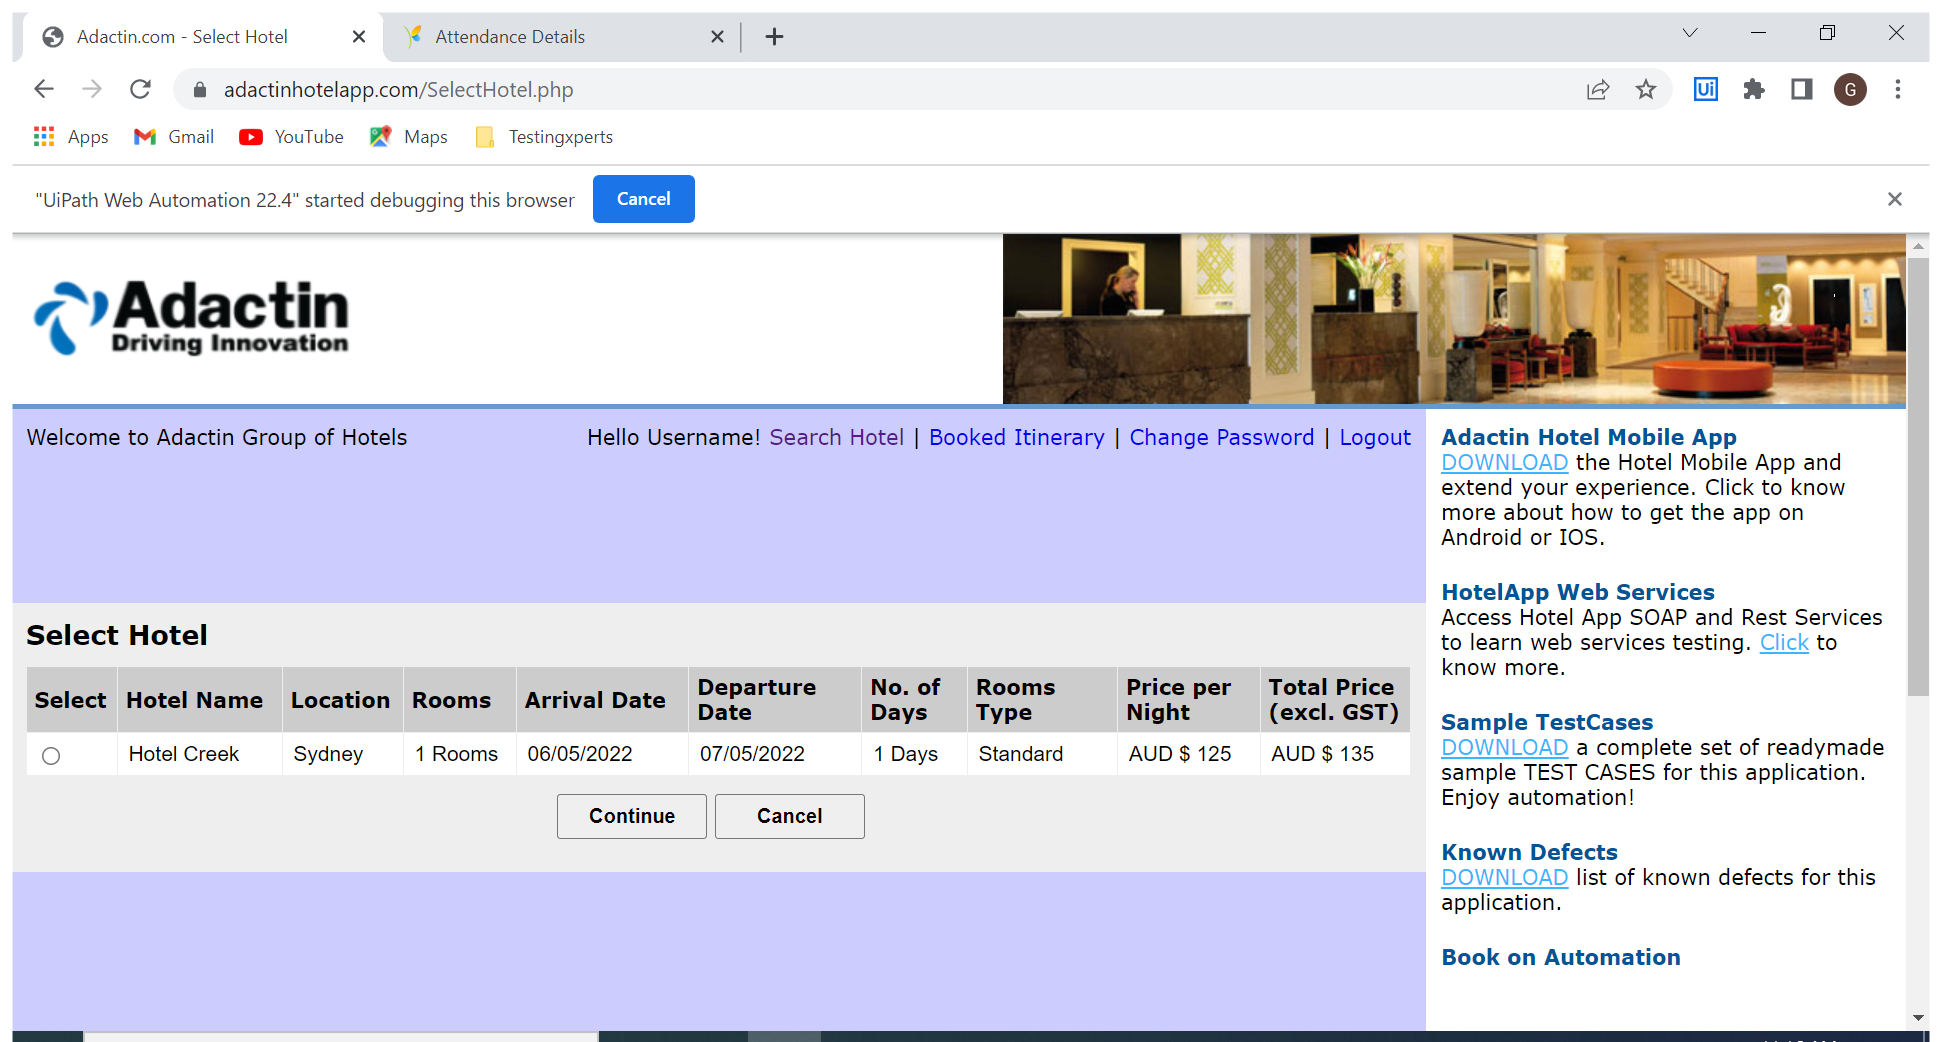 Adactin.com - Select Hotel
Attendance Details
adactinhotelapp.com/SelectHotel.php
Ui
G
Apps
Gmail
YouTube
Maps
Testingxperts
"UiPath Web Automation 22.4" started debugging this browser
Cancel
Adactin
Driving Innovation
Welcome to Adactin Group of Hotels
Hello Username! Search Hotel | Booked Itinerary | Change Password | Logout
Select Hotel
Select Hotel Name Location Rooms Arrival Date Departure Date No. of Days Rooms Type Price per Night Total Price (excl. GST)
Hotel Creek Sydney 1 Rooms 06/05/2022 07/05/2022 1 Days Standard AUD $ 125 AUD $ 135
Continue Cancel
Adactin Hotel Mobile App
DOWNLOAD the Hotel Mobile App and
extend your experience. Click to know
more about how to get the app on
Android or IOS.
HotelApp Web Services
Access Hotel App SOAP and Rest Services
to learn web services testing. Click to
know more.
Sample TestCases
DOWNLOAD a complete set of readymade
sample TEST CASES for this application.
Enjoy automation!
Known Defects
DOWNLOAD list of known defects for this
application.
Book on Automation